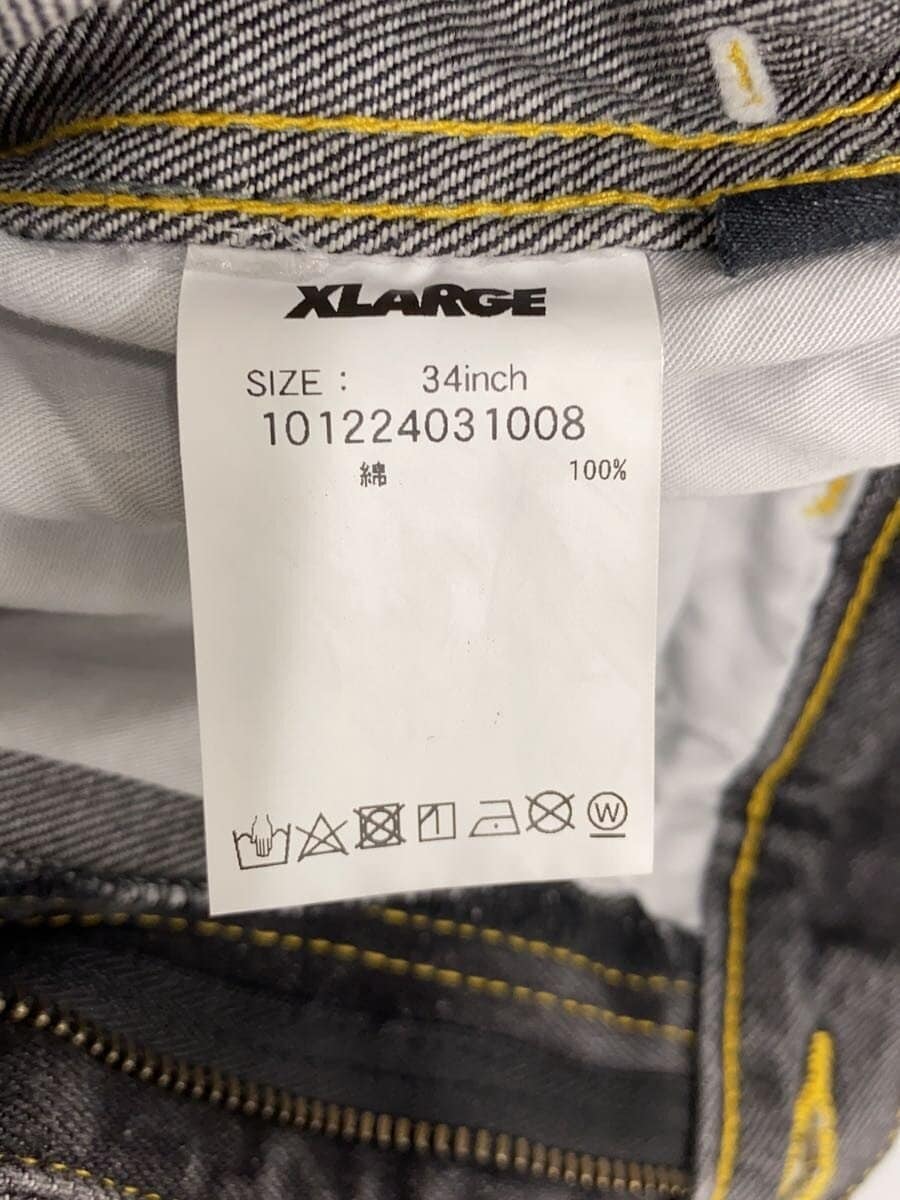 XLARGE
SIZE : 34inch
101224031008
綿 100%
W